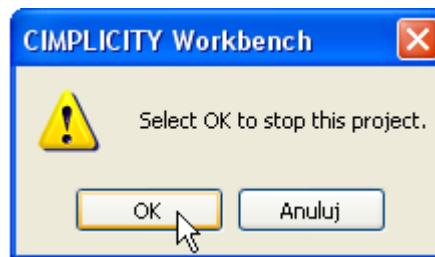 CIMPLICITY Workbench
Select OK to stop this project.
OK
Anuluj